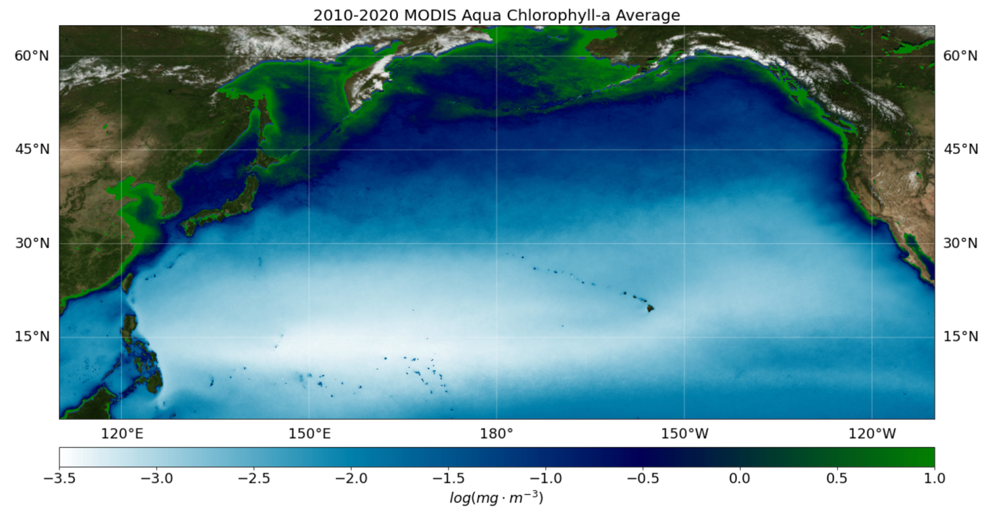 2010-2020 MODIS Aqua Chlorophyll-a Average
60°N 60°N
45°N 45°N
30°N 30°N
15°N 15°N
120°E 150°E 180° 150°W 120°W
−3.5 −3.0 −2.5 −2.0 −1.5 −1.0 −0.5 0.0 0.5 1.0
log(mg · m⁻³)